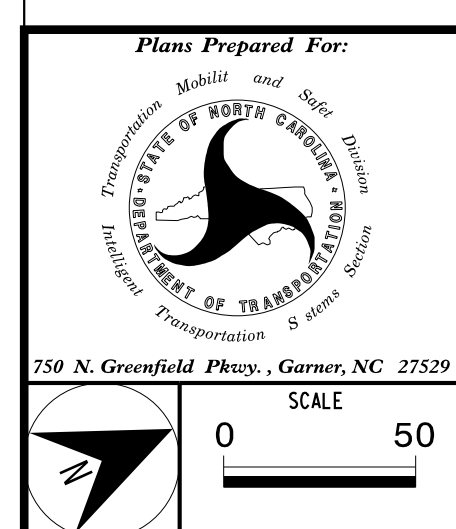 Plans Prepared For:
Transportation Mobilit and Safet Division
STATE OF NORTH CAROLINA
DEPARTMENT OF TRANSPORTATION
Intelligent Transportation S stems Section
750 N. Greenfield Pkwy. , Garner, NC 27529
N
SCALE
0 50